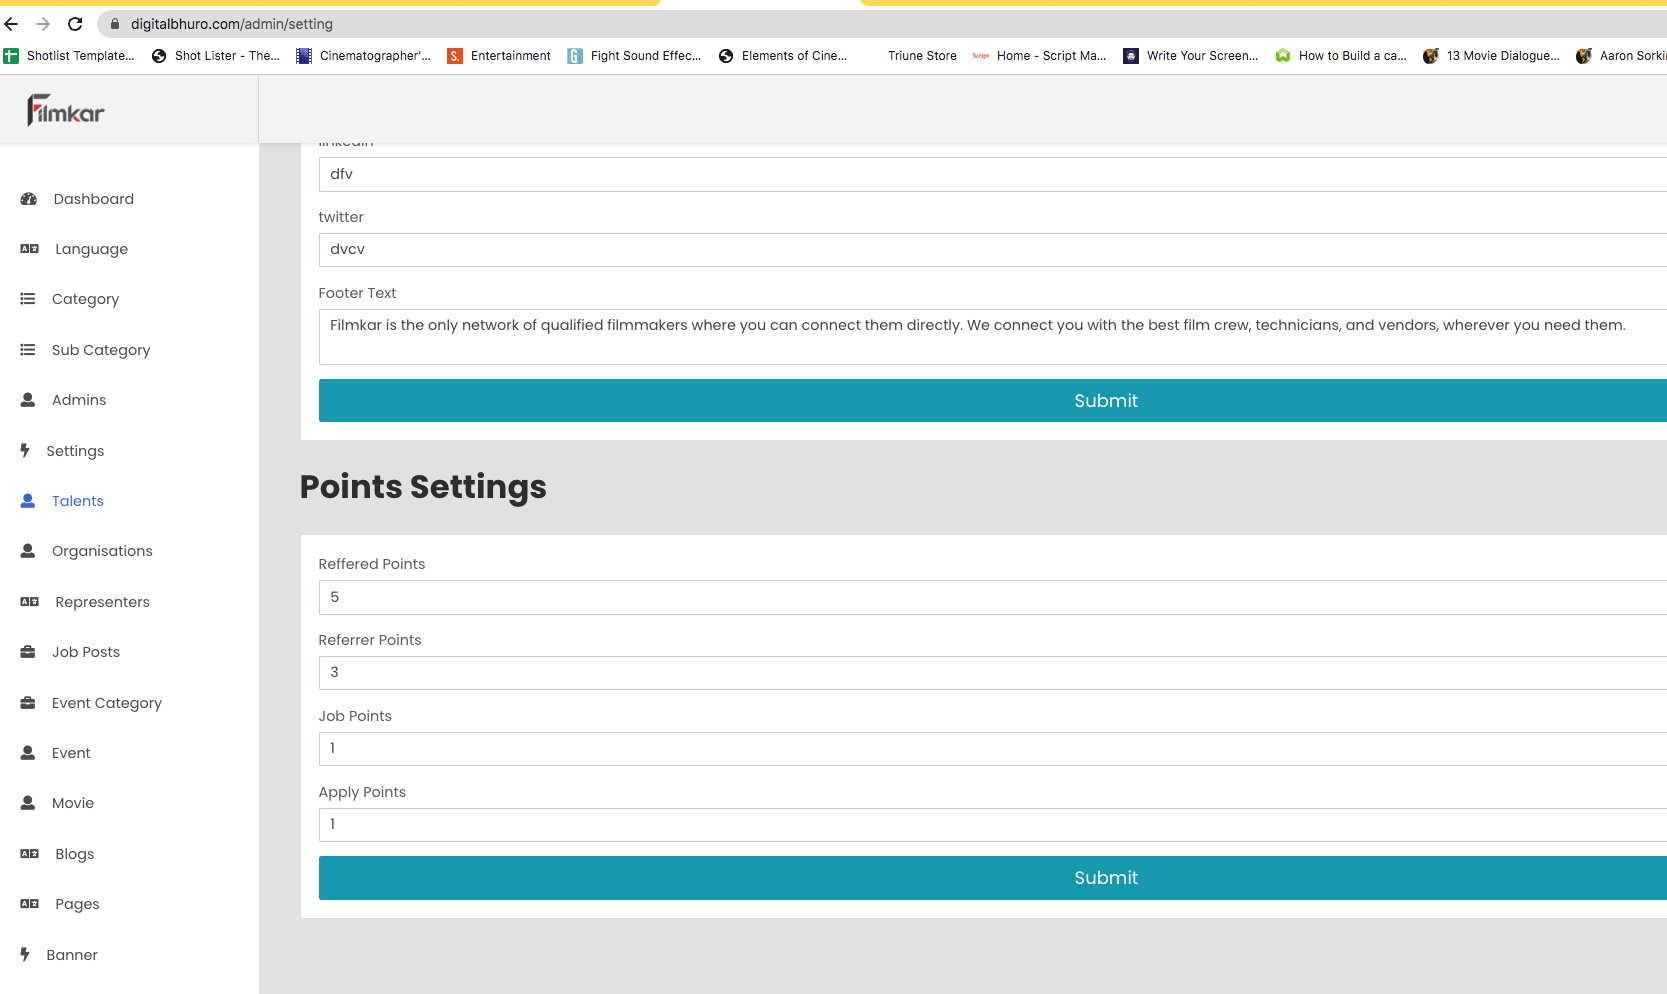 digitalbhuro.com/admin/setting
Shotlist Template... Shot Lister - The... Cinematographer'... S. Entertainment Fight Sound Effec... Elements of Cine... Triune Store Script Home - Script Ma... Write Your Screen... How to Build a ca... 13 Movie Dialogue... Aaron Sorki
Filmkar
linkedin
dfv
Dashboard
twitter
Language
dvcv
Category
Footer Text
Filmkar is the only network of qualified filmmakers where you can connect them directly. We connect you with the best film crew, technicians, and vendors, wherever you need them.
Sub Category
Admins
Submit
Settings
Points Settings
Talents
Organisations
Reffered Points
5
Representers
Referrer Points
Job Posts
3
Event Category
Job Points
Event
1
Apply Points
Movie
1
Blogs
Submit
Pages
Banner